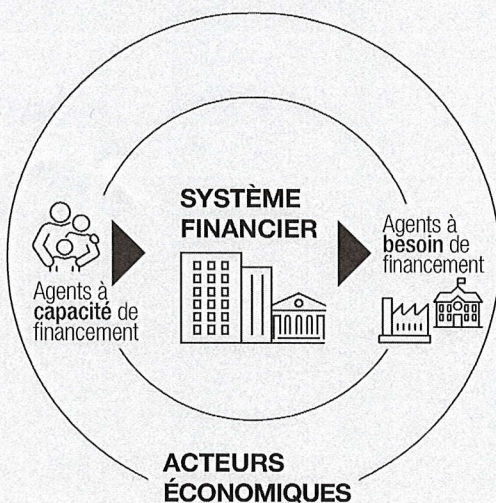 SYSTÈME
FINANCIER
Agents à
capacité de
financement
Agents à
besoin de
financement
ACTEURS
ÉCONOMIQUES